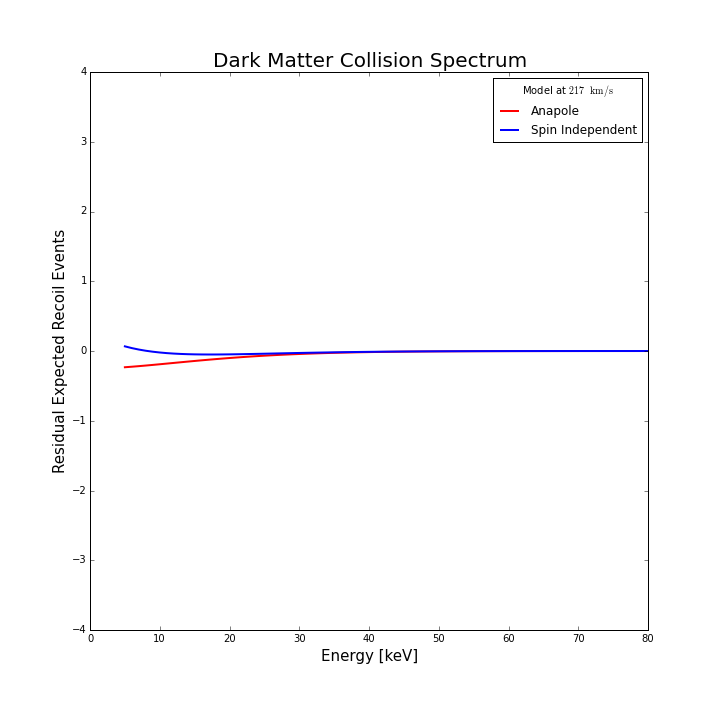 Dark Matter Collision Spectrum
Model at 217 km/s
Anapole
Spin Independent
4
3
2
1
0
−1
−2
−3
−4
Residual Expected Recoil Events
0 10 20 30 40 50 60 70 80
Energy [keV]